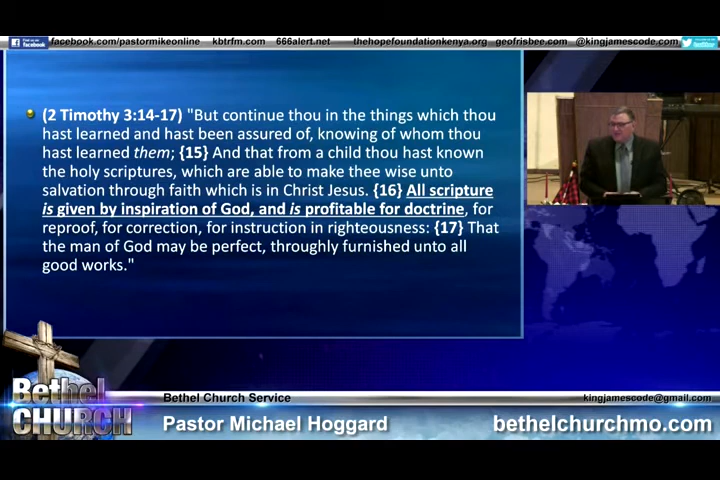 Find us on facebook facebook.com/pastormikeonline kbtrfm.com 666alert.net thehopefoundationkenya.org geofrisbee.com @kingjamescode.com
(2 Timothy 3:14-17) "But continue thou in the things which thou
hast learned and hast been assured of, knowing of whom thou
hast learned them; {15} And that from a child thou hast known
the holy scriptures, which are able to make thee wise unto
salvation through faith which is in Christ Jesus. {16} All scripture
is given by inspiration of God, and is profitable for doctrine, for
reproof, for correction, for instruction in righteousness: {17} That
the man of God may be perfect, throughly furnished unto all
good works."
Bethel
CHURCH
Bethel Church Service
kingjamescode@gmail.com
Pastor Michael Hoggard
bethelchurchmo.com